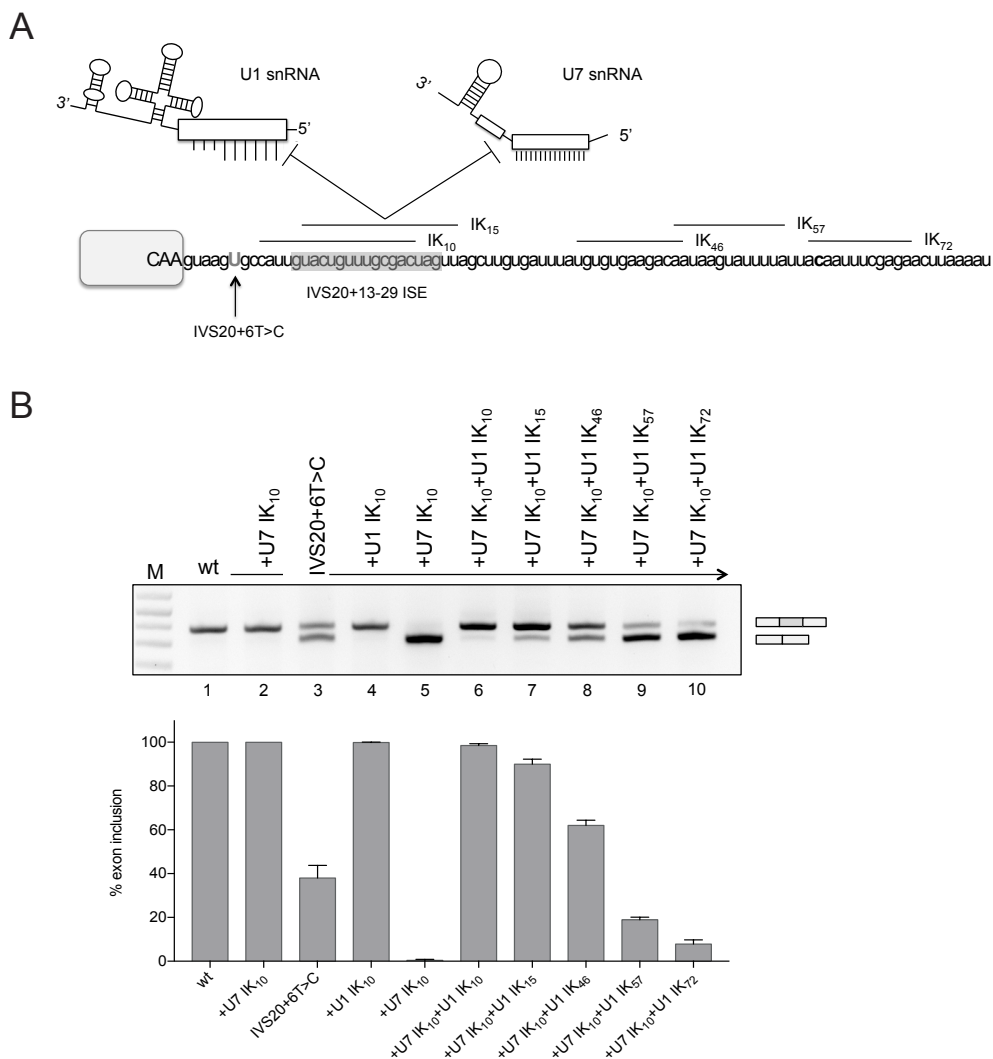 A
U1 snRNA
U7 snRNA
3'
5'
3'
5'
IK15
IK57
IK10
IK46
IK72
CAAguaagUgccauuguacuguuugcgacuaguuagcuugugauuuaugugugaagacaauaaguauuuuauuacaauuucgagaacuuaaaau
IVS20+13-29 ISE
IVS20+6T>C
B
M
wt
+U7 IK10
IVS20+6T>C
+U1 IK10
+U7 IK10
+U7 IK10+U1 IK10
+U7 IK10+U1 IK15
+U7 IK10+U1 IK46
+U7 IK10+U1 IK57
+U7 IK10+U1 IK72
1 2 3 4 5 6 7 8 9 10
% exon inclusion
100
80
60
40
20
0
wt
+U7 IK10
IVS20+6T>C
+U1 IK10
+U7 IK10
+U7 IK10+U1 IK10
+U7 IK10+U1 IK15
+U7 IK10+U1 IK46
+U7 IK10+U1 IK57
+U7 IK10+U1 IK72